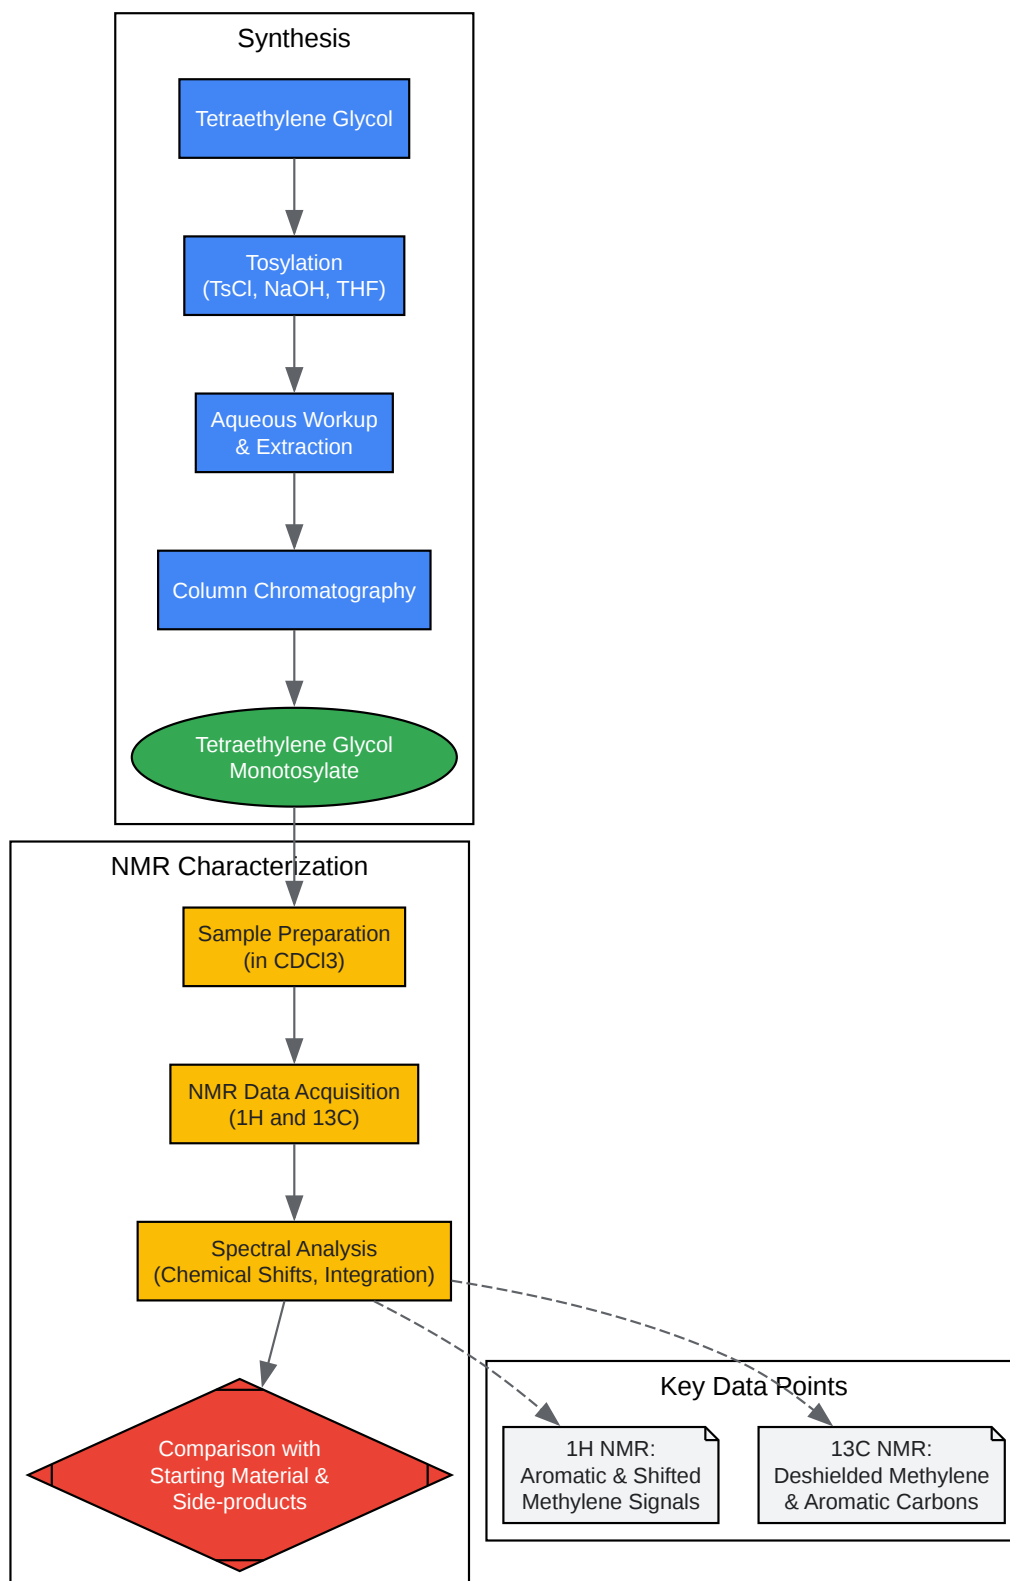 Synthesis
Tetraethylene Glycol
Tosylation
(TsCl, NaOH, THF)
Aqueous Workup
& Extraction
Column Chromatography
Tetraethylene Glycol
Monotosylate
NMR Characterization
Sample Preparation
(in CDCl3)
NMR Data Acquisition
(1H and 13C)
Spectral Analysis
(Chemical Shifts, Integration)
Comparison with
Starting Material &
Side-products
Key Data Points
1H NMR:
Aromatic & Shifted
Methylene Signals
13C NMR:
Deshielded Methylene
& Aromatic Carbons